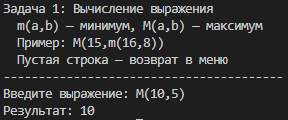 Задача 1: Вычисление выражения
m(a,b) — минимум, M(a,b) — максимум
Пример: M(15,m(16,8))
Пустая строка — возврат в меню
----------------------------------------
Введите выражение: M(10,5)
Результат: 10